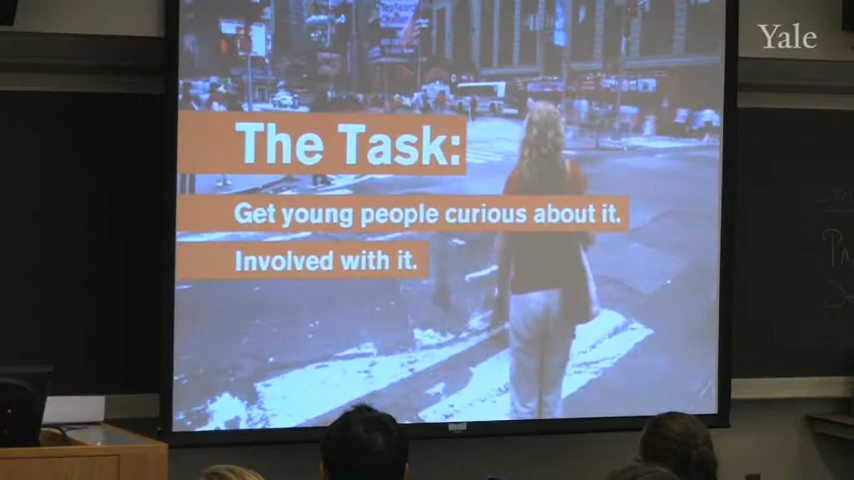 Yale
The Task:
Get young people curious about it.
Involved with it.